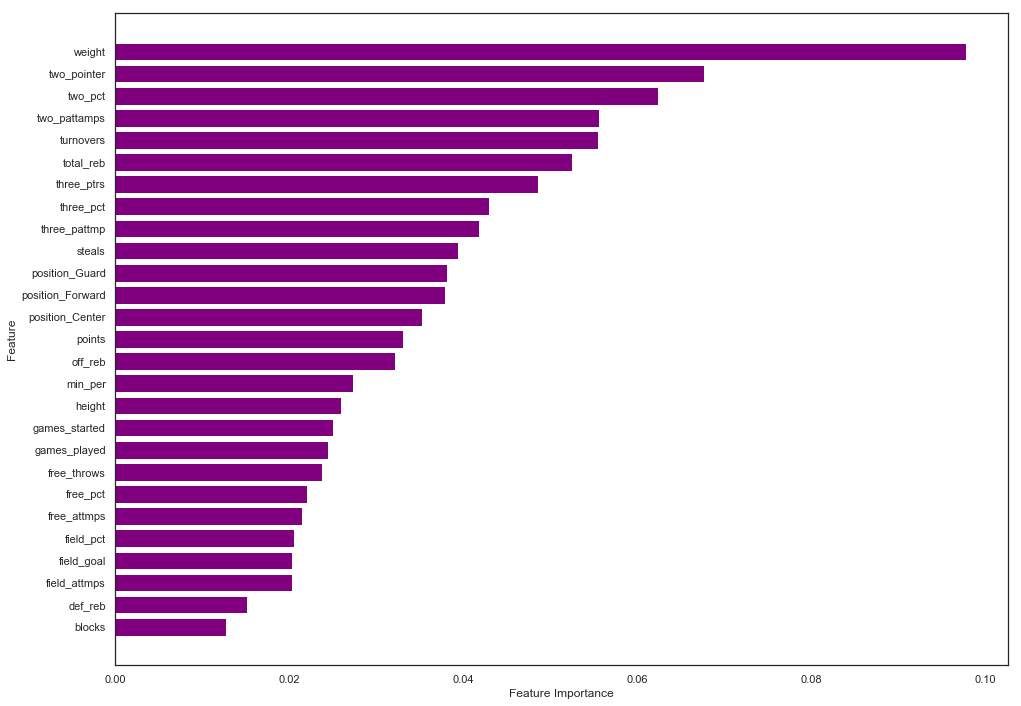 weight
two_pointer
two_pct
two_pattamps
turnovers
total_reb
three_ptrs
three_pct
three_pattmp
steals
position_Guard
position_Forward
position_Center
points
off_reb
min_per
height
games_started
games_played
free_throws
free_pct
free_attmps
field_pct
field_goal
field_attmps
def_reb
blocks
Feature
0.00 0.02 0.04 0.06 0.08 0.10
Feature Importance